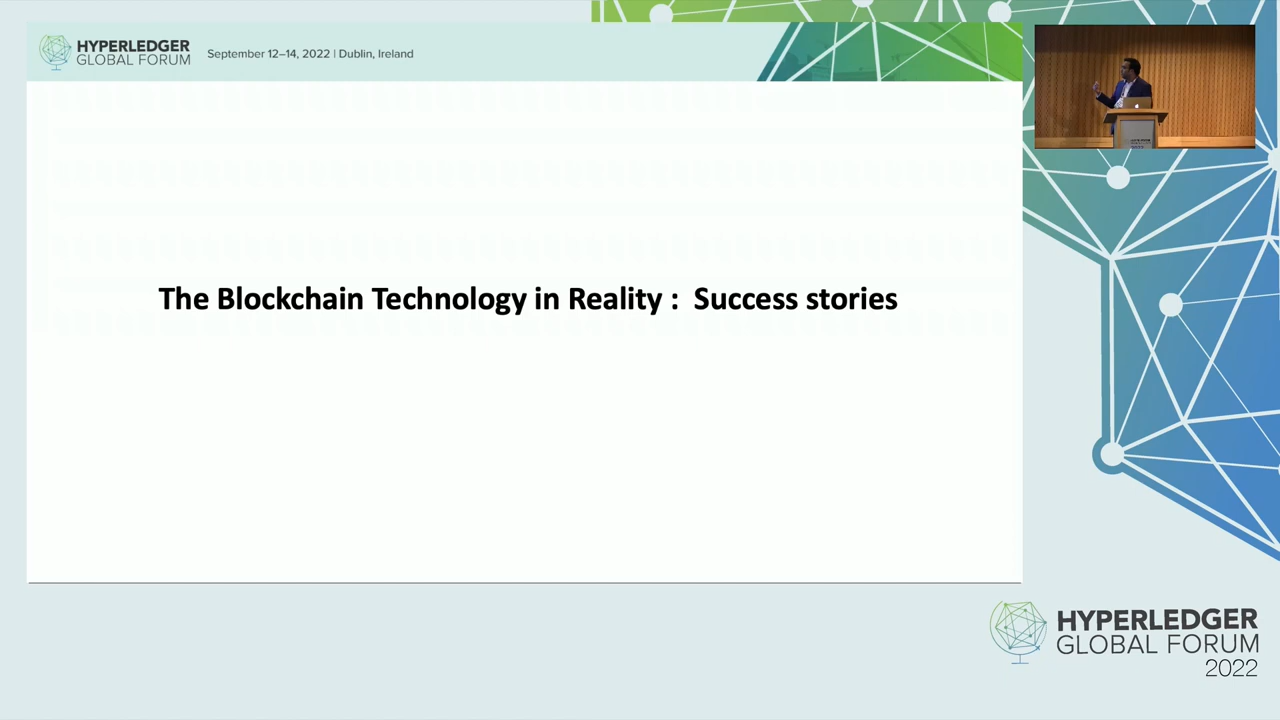 HYPERLEDGER
GLOBAL FORUM
September 12–14, 2022 | Dublin, Ireland
The Blockchain Technology in Reality :  Success stories
HYPERLEDGER
GLOBAL FORUM
2022